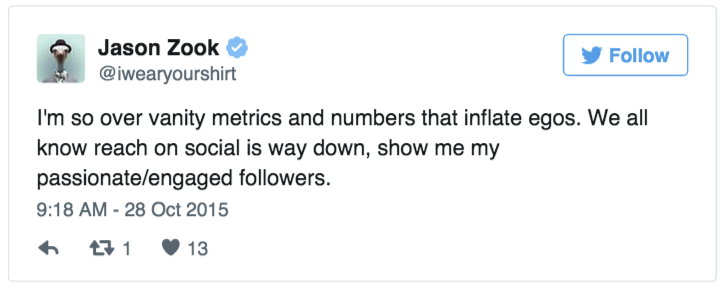 Jason Zook
@iwearyourshirt
Follow
I'm so over vanity metrics and numbers that inflate egos. We all
know reach on social is way down, show me my
passionate/engaged followers.
9:18 AM - 28 Oct 2015
1 13